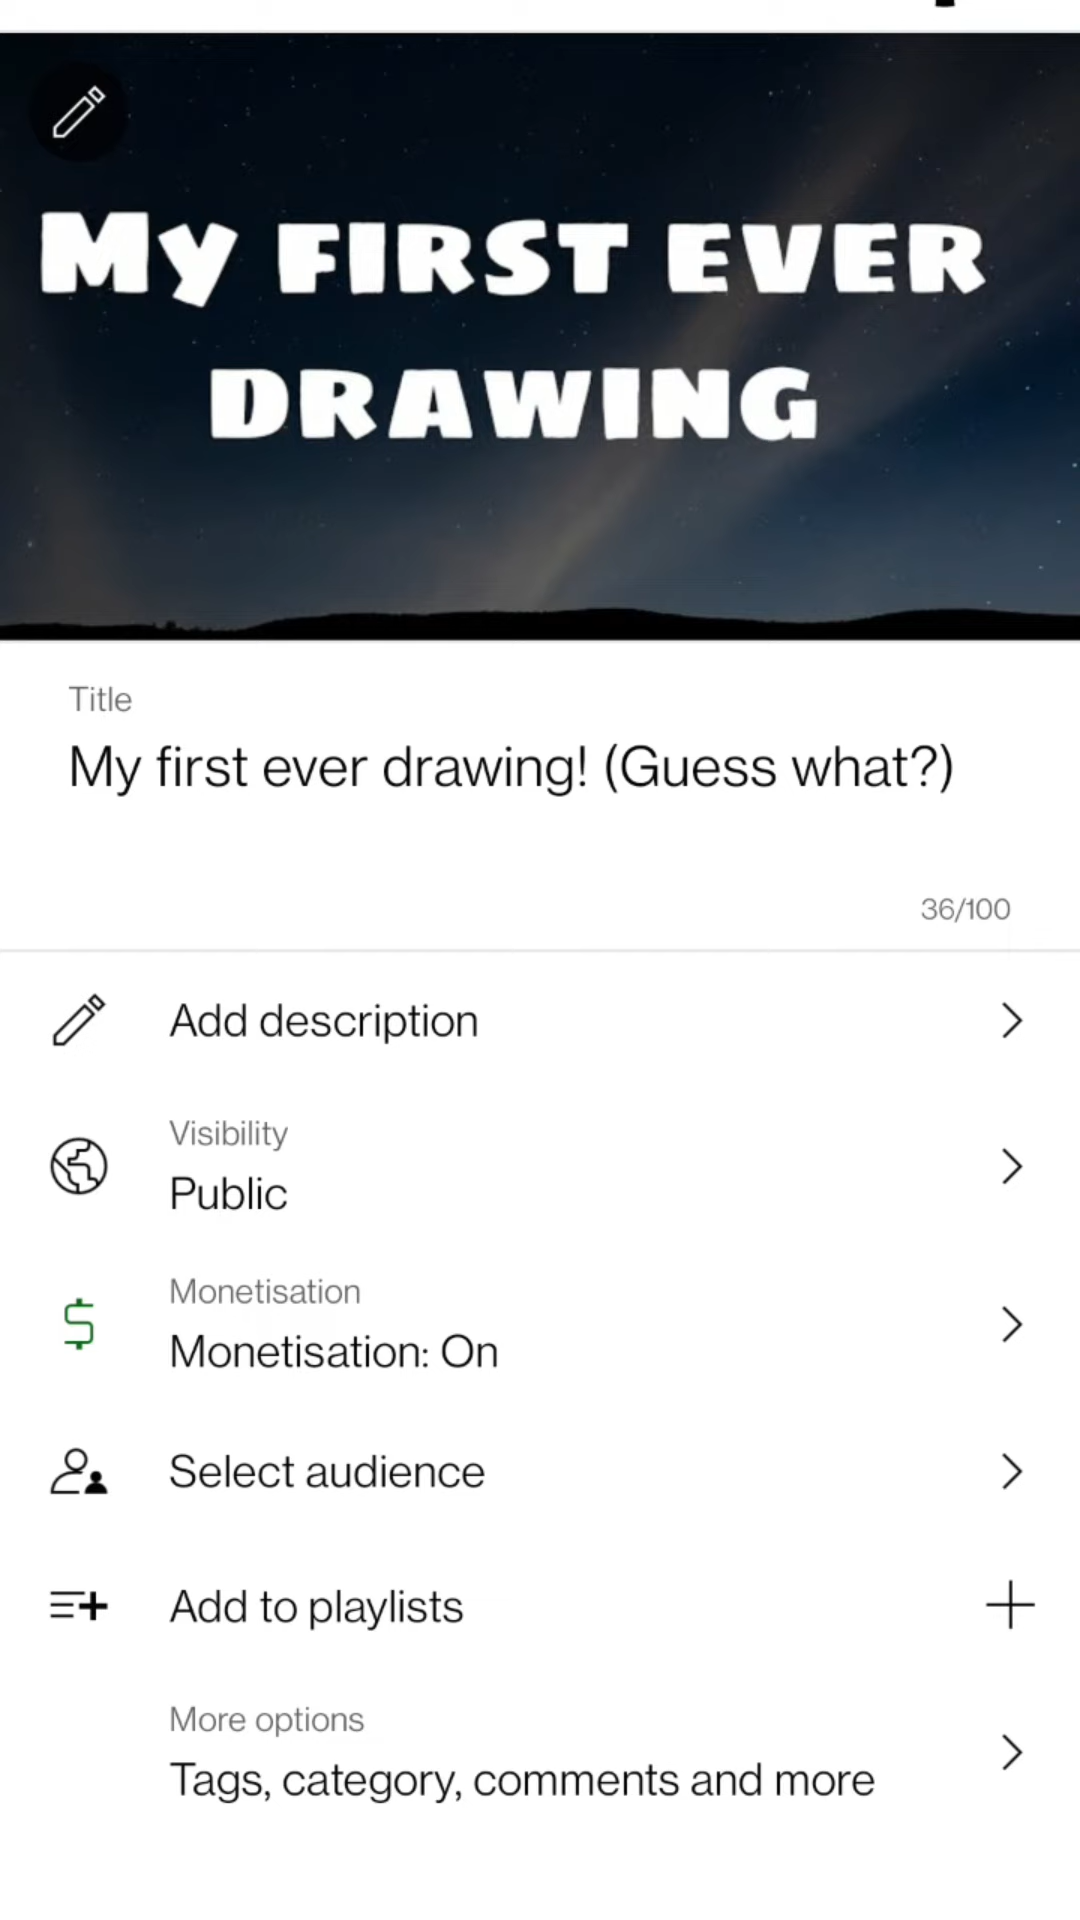 My first ever
drawing
Title
My first ever drawing! (Guess what?)
36/100
Add description
Visibility
Public
Monetisation
Monetisation: On
Select audience
Add to playlists
More options
Tags, category, comments and more